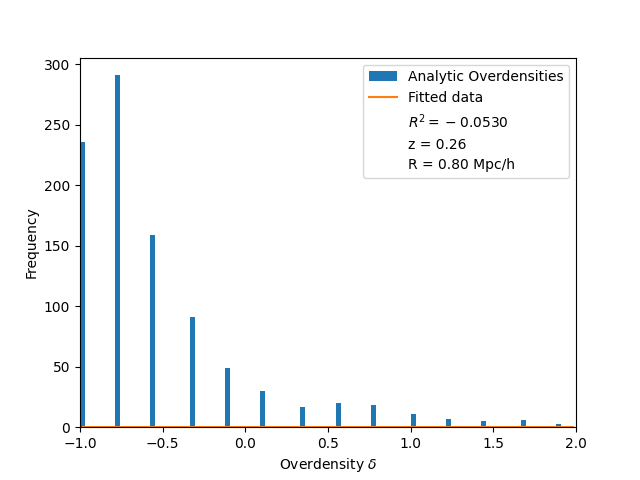 300
250
200
150
100
50
0
Frequency
Analytic Overdensities
Fitted data
R² = −0.0530
z = 0.26
R = 0.80 Mpc/h
−1.0 −0.5 0.0 0.5 1.0 1.5 2.0
Overdensity δ